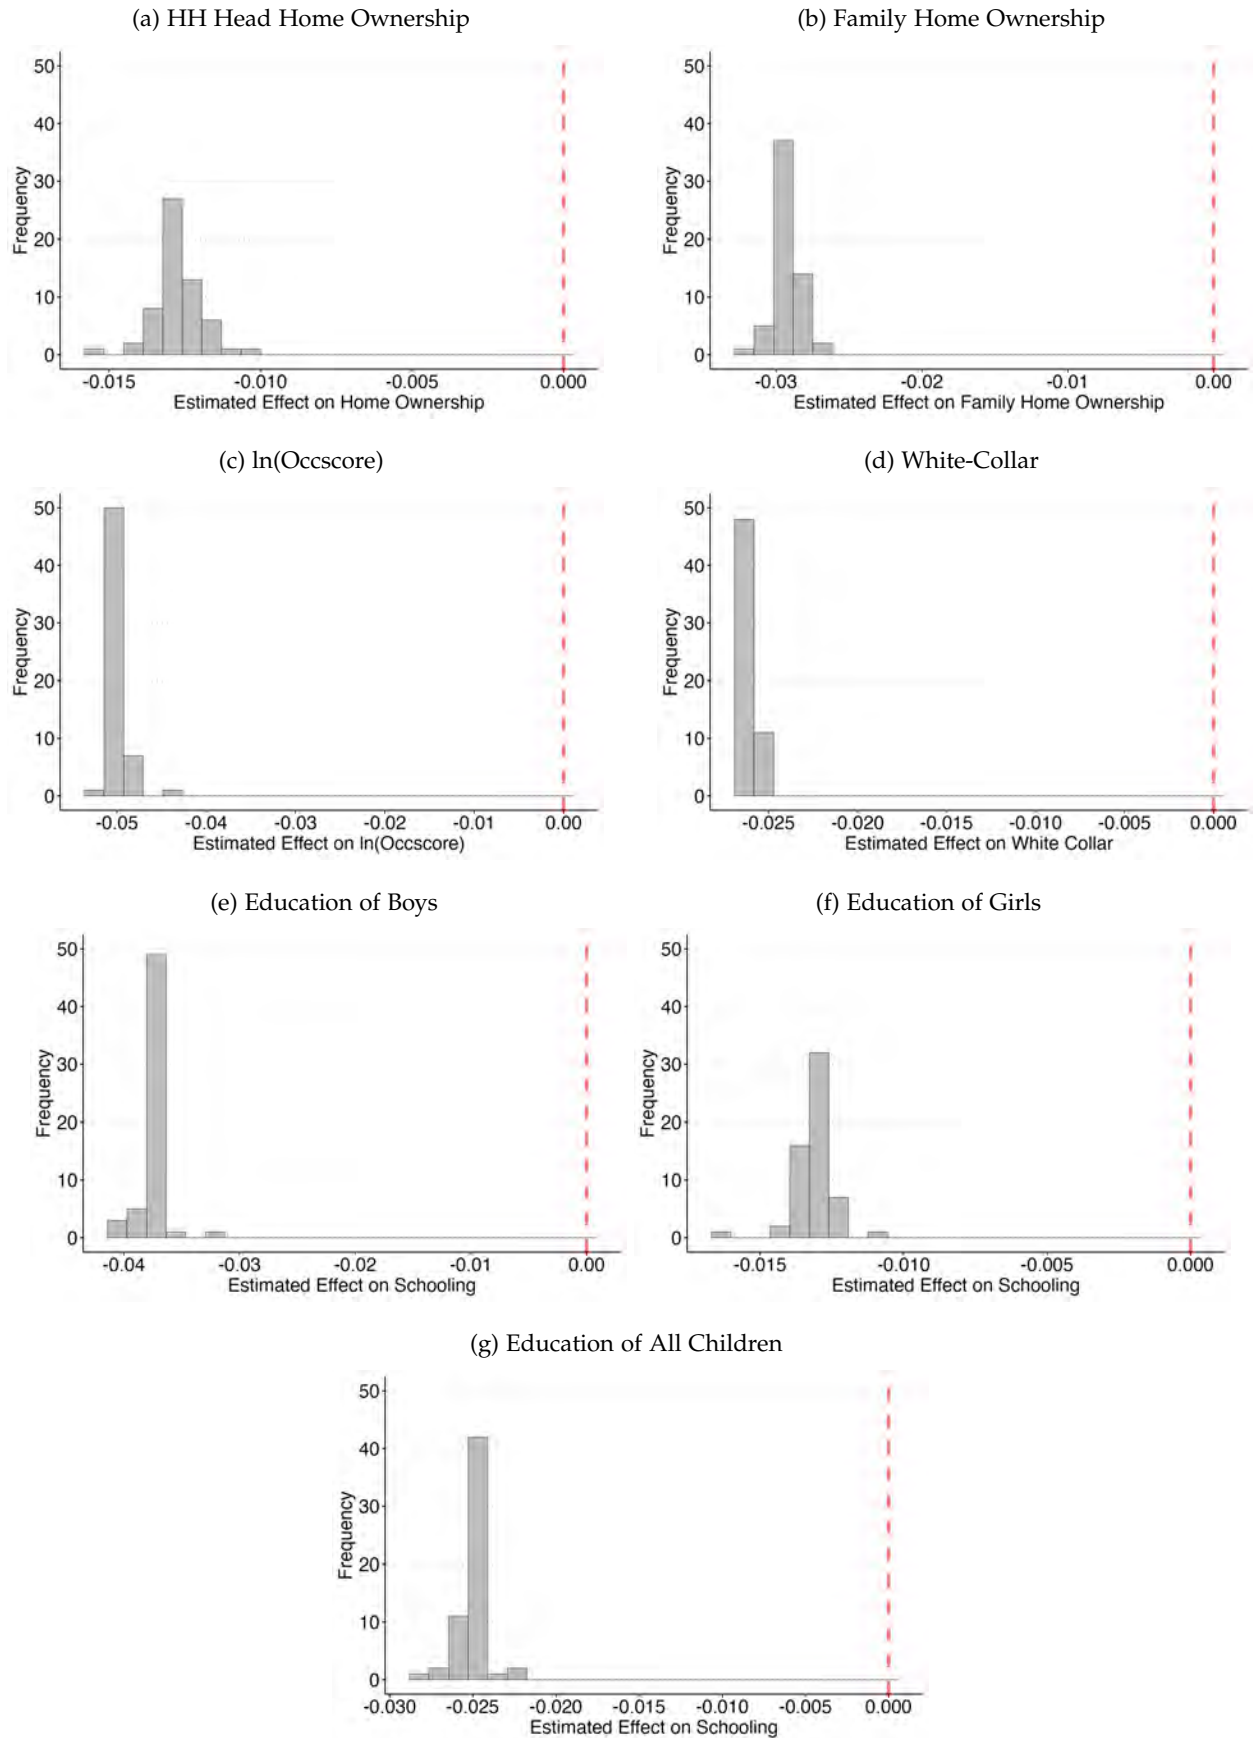 (a) HH Head Home Ownership
(b) Family Home Ownership
50
40
30
20
10
0
Frequency
-0.015 -0.010 -0.005 0.000
Estimated Effect on Home Ownership
50
40
30
20
10
0
Frequency
-0.03 -0.02 -0.01 0.00
Estimated Effect on Family Home Ownership
(c) ln(Occscore)
(d) White-Collar
50
40
30
20
10
0
Frequency
-0.05 -0.04 -0.03 -0.02 -0.01 0.00
Estimated Effect on ln(Occscore)
50
40
30
20
10
0
Frequency
-0.025 -0.020 -0.015 -0.010 -0.005 0.000
Estimated Effect on White Collar
(e) Education of Boys
(f) Education of Girls
50
40
30
20
10
0
Frequency
-0.04 -0.03 -0.02 -0.01 0.00
Estimated Effect on Schooling
50
40
30
20
10
0
Frequency
-0.015 -0.010 -0.005 0.000
Estimated Effect on Schooling
(g) Education of All Children
50
40
30
20
10
0
Frequency
-0.030 -0.025 -0.020 -0.015 -0.010 -0.005 0.000
Estimated Effect on Schooling